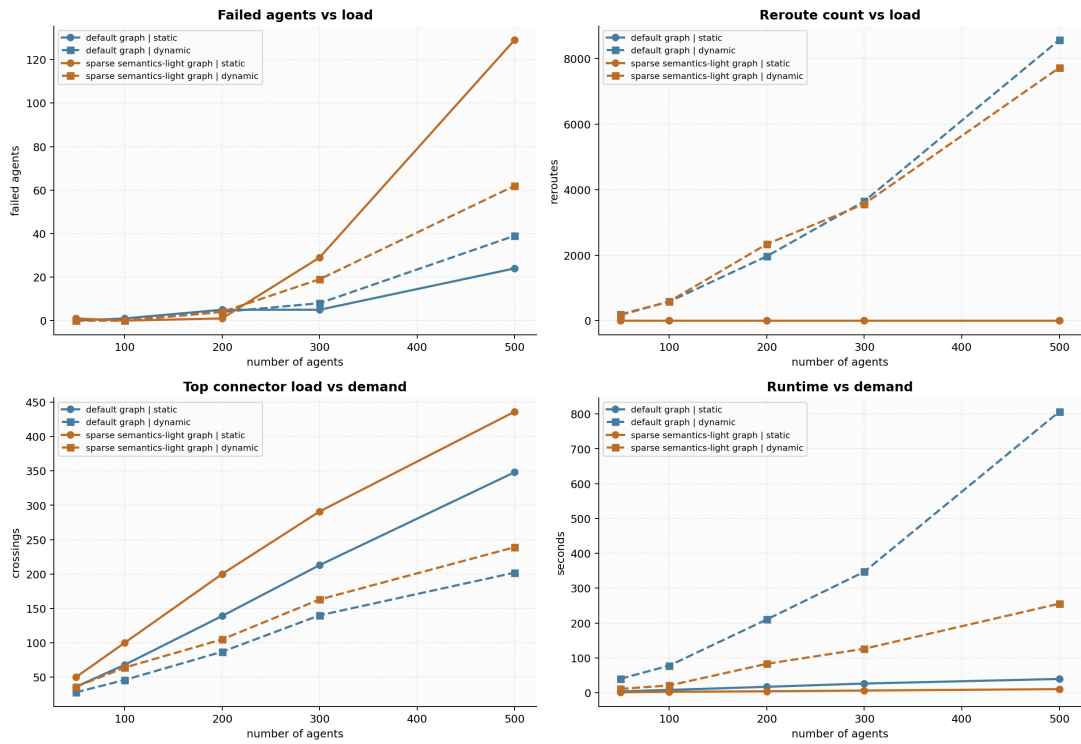 Failed agents vs load
default graph | static
default graph | dynamic
sparse semantics-light graph | static
sparse semantics-light graph | dynamic
failed agents
120
100
80
60
40
20
0
100
200
300
400
500
number of agents
Reroute count vs load
default graph | static
default graph | dynamic
sparse semantics-light graph | static
sparse semantics-light graph | dynamic
reroutes
8000
6000
4000
2000
0
100
200
300
400
500
number of agents
Top connector load vs demand
default graph | static
default graph | dynamic
sparse semantics-light graph | static
sparse semantics-light graph | dynamic
crossings
450
400
350
300
250
200
150
100
50
100
200
300
400
500
number of agents
Runtime vs demand
default graph | static
default graph | dynamic
sparse semantics-light graph | static
sparse semantics-light graph | dynamic
seconds
800
700
600
500
400
300
200
100
0
100
200
300
400
500
number of agents